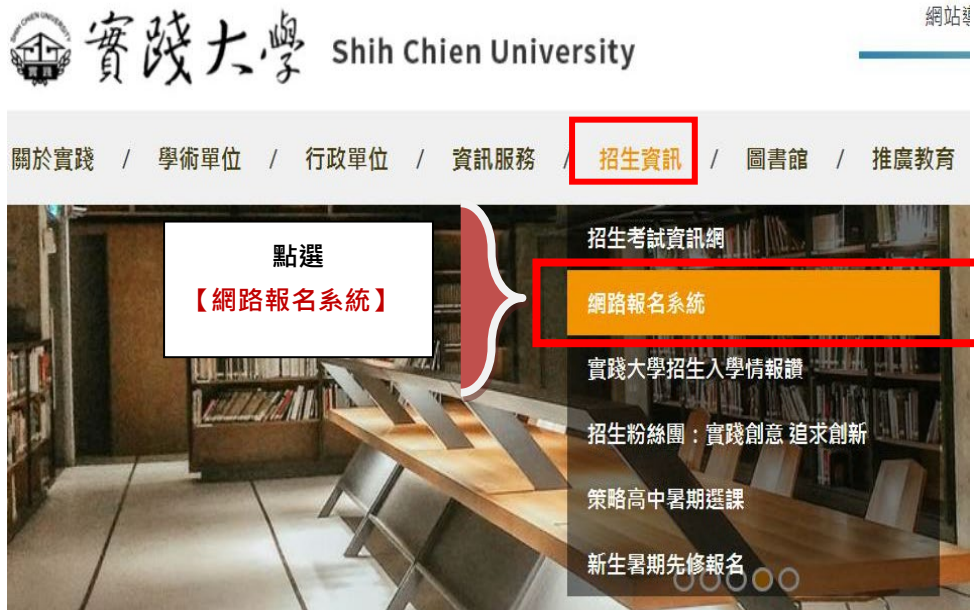 網站導
實踐大學 Shih Chien University
關於實踐 / 學術單位 / 行政單位 / 資訊服務 / 招生資訊 / 圖書館 / 推廣教育
點選
【網路報名系統】
招生考試資訊網
網路報名系統
實踐大學招生入學情報讚
招生粉絲團：實踐創意 追求創新
策略高中暑期選課
新生暑期先修報名